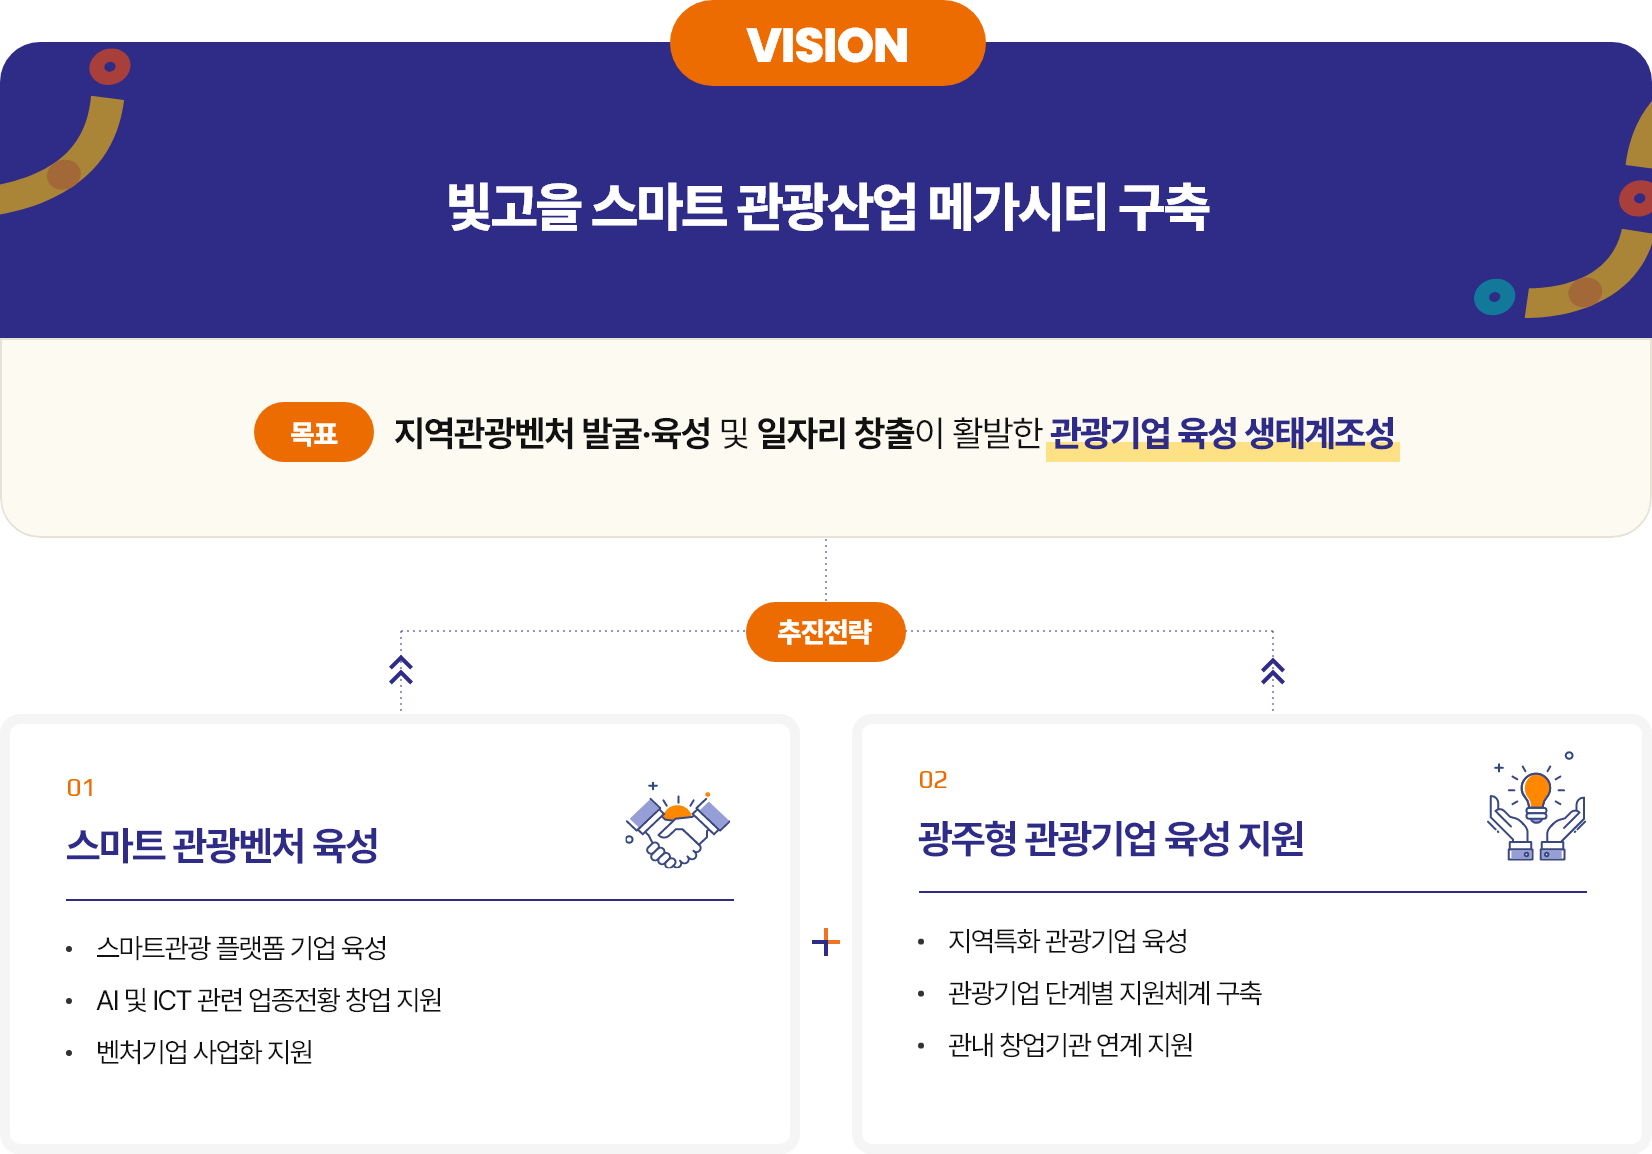 VISION
빛고을 스마트 관광산업 메가시티 구축
목표 지역관광벤처 발굴·육성 및 일자리 창출이 활발한 관광기업 육성 생태계조성
추진전략
01
스마트 관광벤처 육성
• 스마트관광 플랫폼 기업 육성
• AI 및 ICT 관련 업종전황 창업 지원
• 벤처기업 사업화 지원
02
광주형 관광기업 육성 지원
• 지역특화 관광기업 육성
• 관광기업 단계별 지원체계 구축
• 관내 창업기관 연계 지원